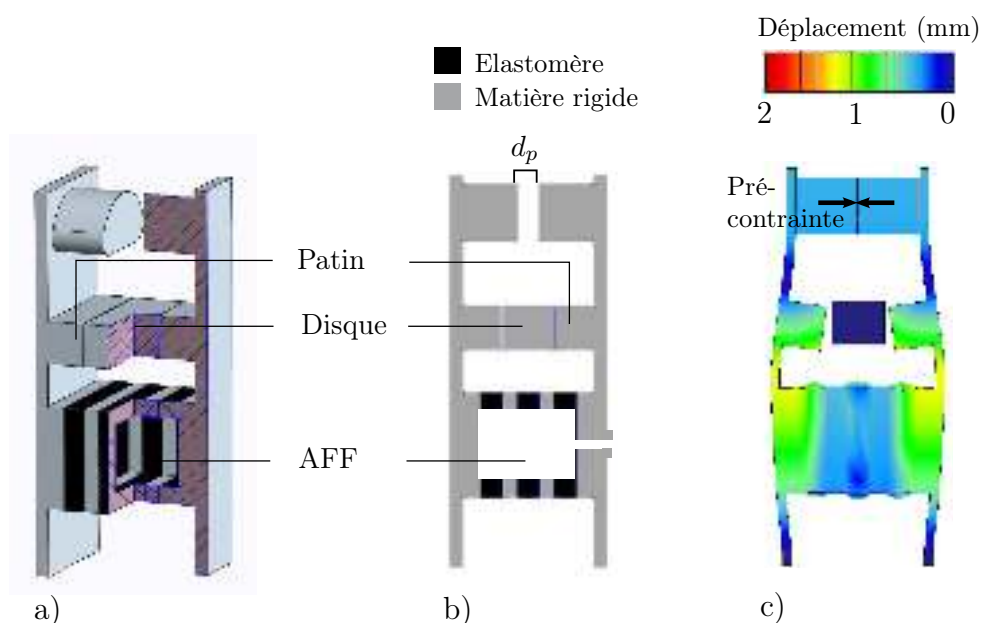 Déplacement (mm)
Elastomère
Matière rigide
2 1 0
d_p
Pré-
contrainte
Patin
Disque
AFF
a)
b)
c)